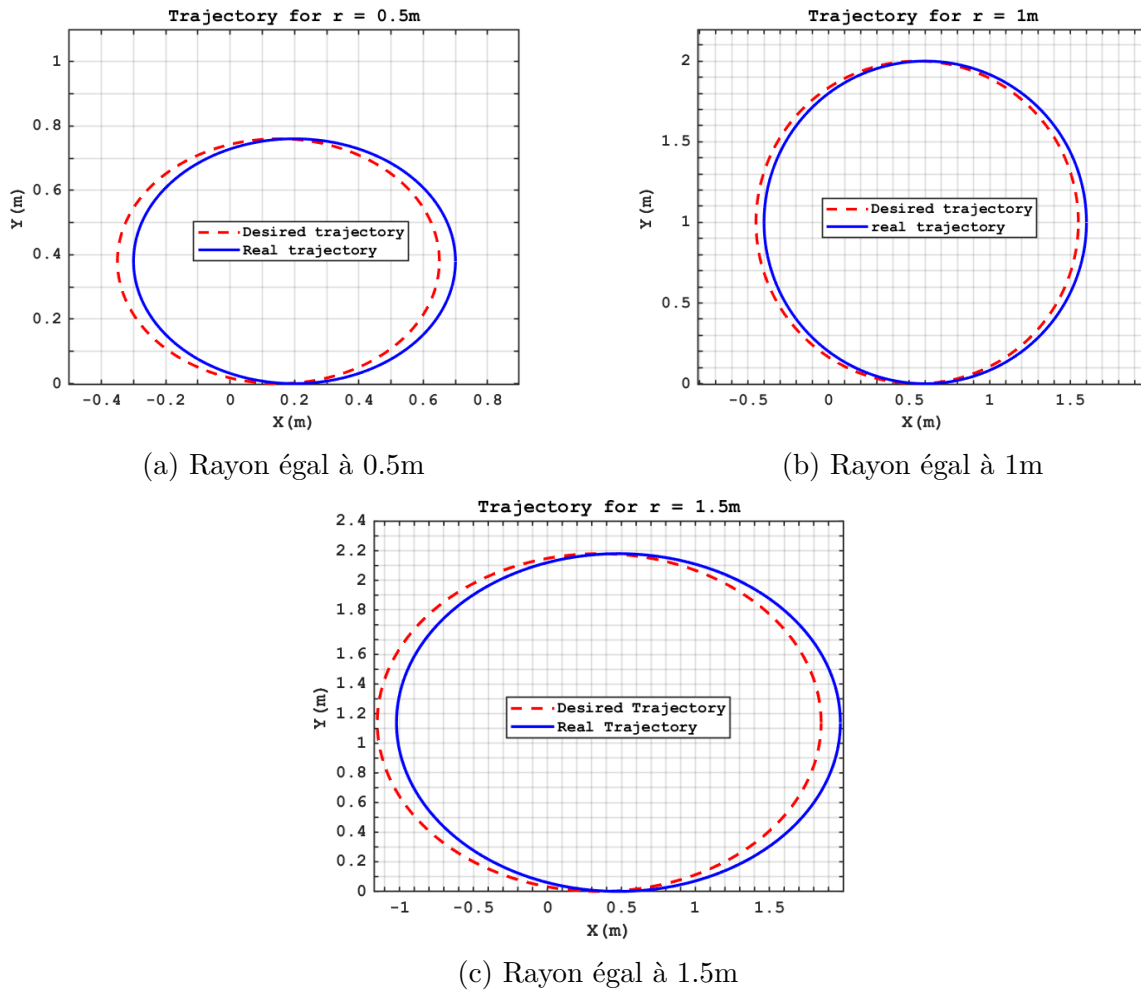 Trajectory for r = 0.5m
1
0.8
0.6
0.4
0.2
0
Y(m)
Desired trajectory
Real trajectory
-0.4 -0.2 0 0.2 0.4 0.6 0.8
X(m)
(a) Rayon égal à 0.5m
Trajectory for r = 1m
2
1.5
1
0.5
0
Y(m)
Desired trajectory
real trajectory
-0.5 0 0.5 1 1.5
X(m)
(b) Rayon égal à 1m
Trajectory for r = 1.5m
2.4
2.2
2
1.8
1.6
1.4
1.2
1
0.8
0.6
0.4
0.2
0
Y(m)
Desired Trajectory
Real Trajectory
-1 -0.5 0 0.5 1 1.5
X(m)
(c) Rayon égal à 1.5m